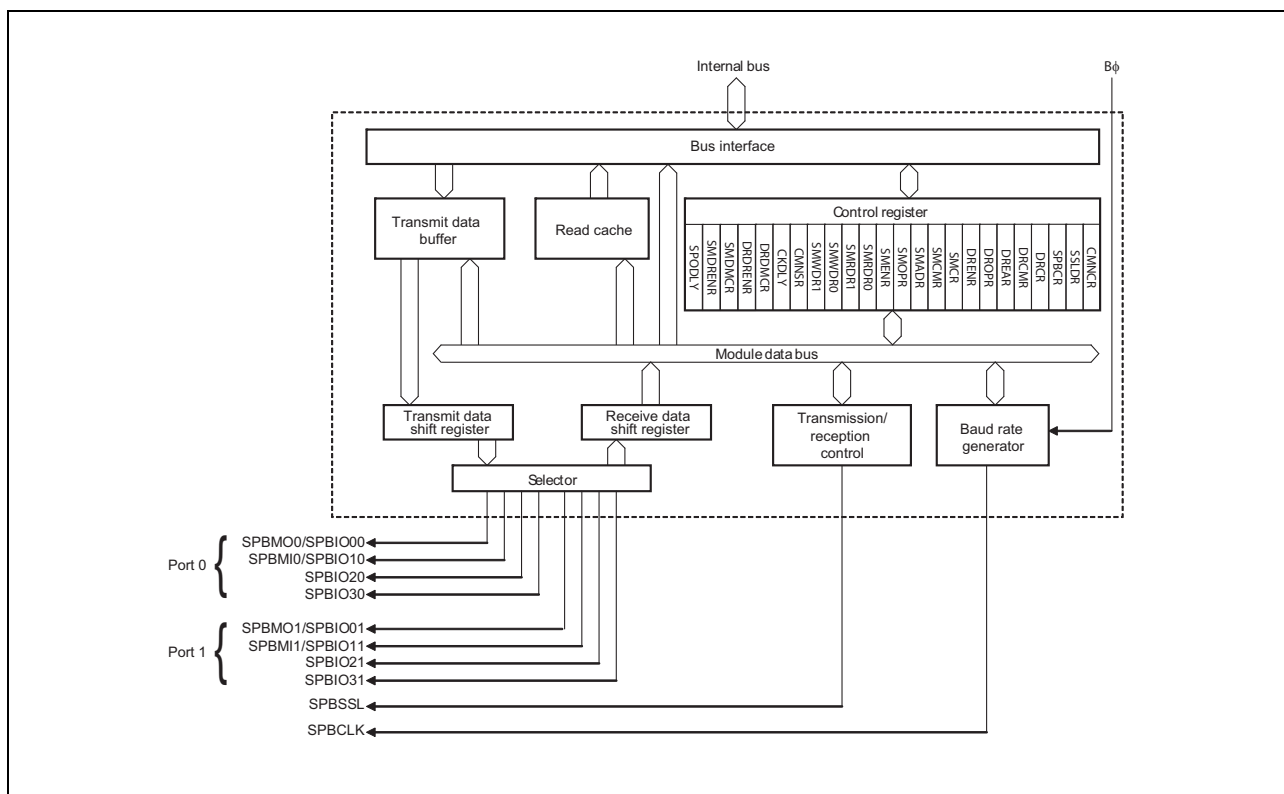 Internal bus
Bϕ
Bus interface
Transmit data
buffer
Read cache
Control register
SPODLY
SMDRENR
SMDMCR
DRDRENR
DRDMCR
CKDLY
CMNSR
SMWDR1
SMWDR0
SMRDR1
SMRDR0
SMENR
SMOPR
SMADR
SMCMR
SMCR
DRENR
DROPR
DREAR
DRCMR
DRCR
SPBCR
SSLDR
CMNCR
Module data bus
Transmit data
shift register
Receive data
shift register
Transmission/
reception
control
Baud rate
generator
Selector
Port 0
SPBMO0/SPBIO00
SPBMI0/SPBIO10
SPBIO20
SPBIO30
Port 1
SPBMO1/SPBIO01
SPBMI1/SPBIO11
SPBIO21
SPBIO31
SPBSSL
SPBCLK